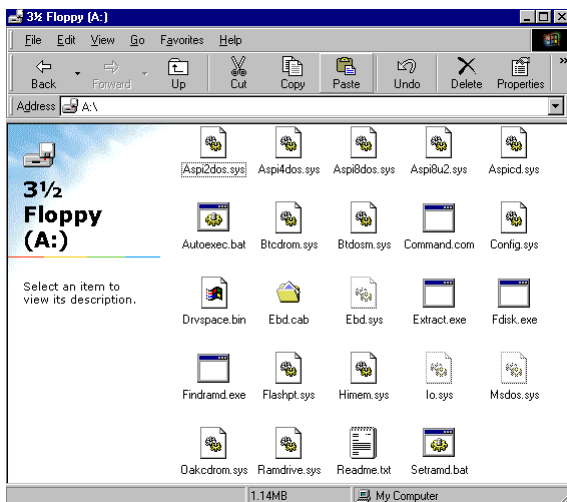 3½ Floppy (A:)
File Edit View Go Favorites Help
Back Forward Up Cut Copy Paste Undo Delete Properties »
Address A:\
3½
Floppy
(A:)
Select an item to
view its description.
Aspi2dos.sys Aspi4dos.sys Aspi8dos.sys Aspi8u2.sys Aspicd.sys
Autoexec.bat Btcdrom.sys Btdosm.sys Command.com Config.sys
Drvspace.bin Ebd.cab Ebd.sys Extract.exe Fdisk.exe
Findramd.exe Flashpt.sys Himem.sys Io.sys Msdos.sys
Oakcdrom.sys Ramdrive.sys Readme.txt Setramd.bat
1.14MB My Computer